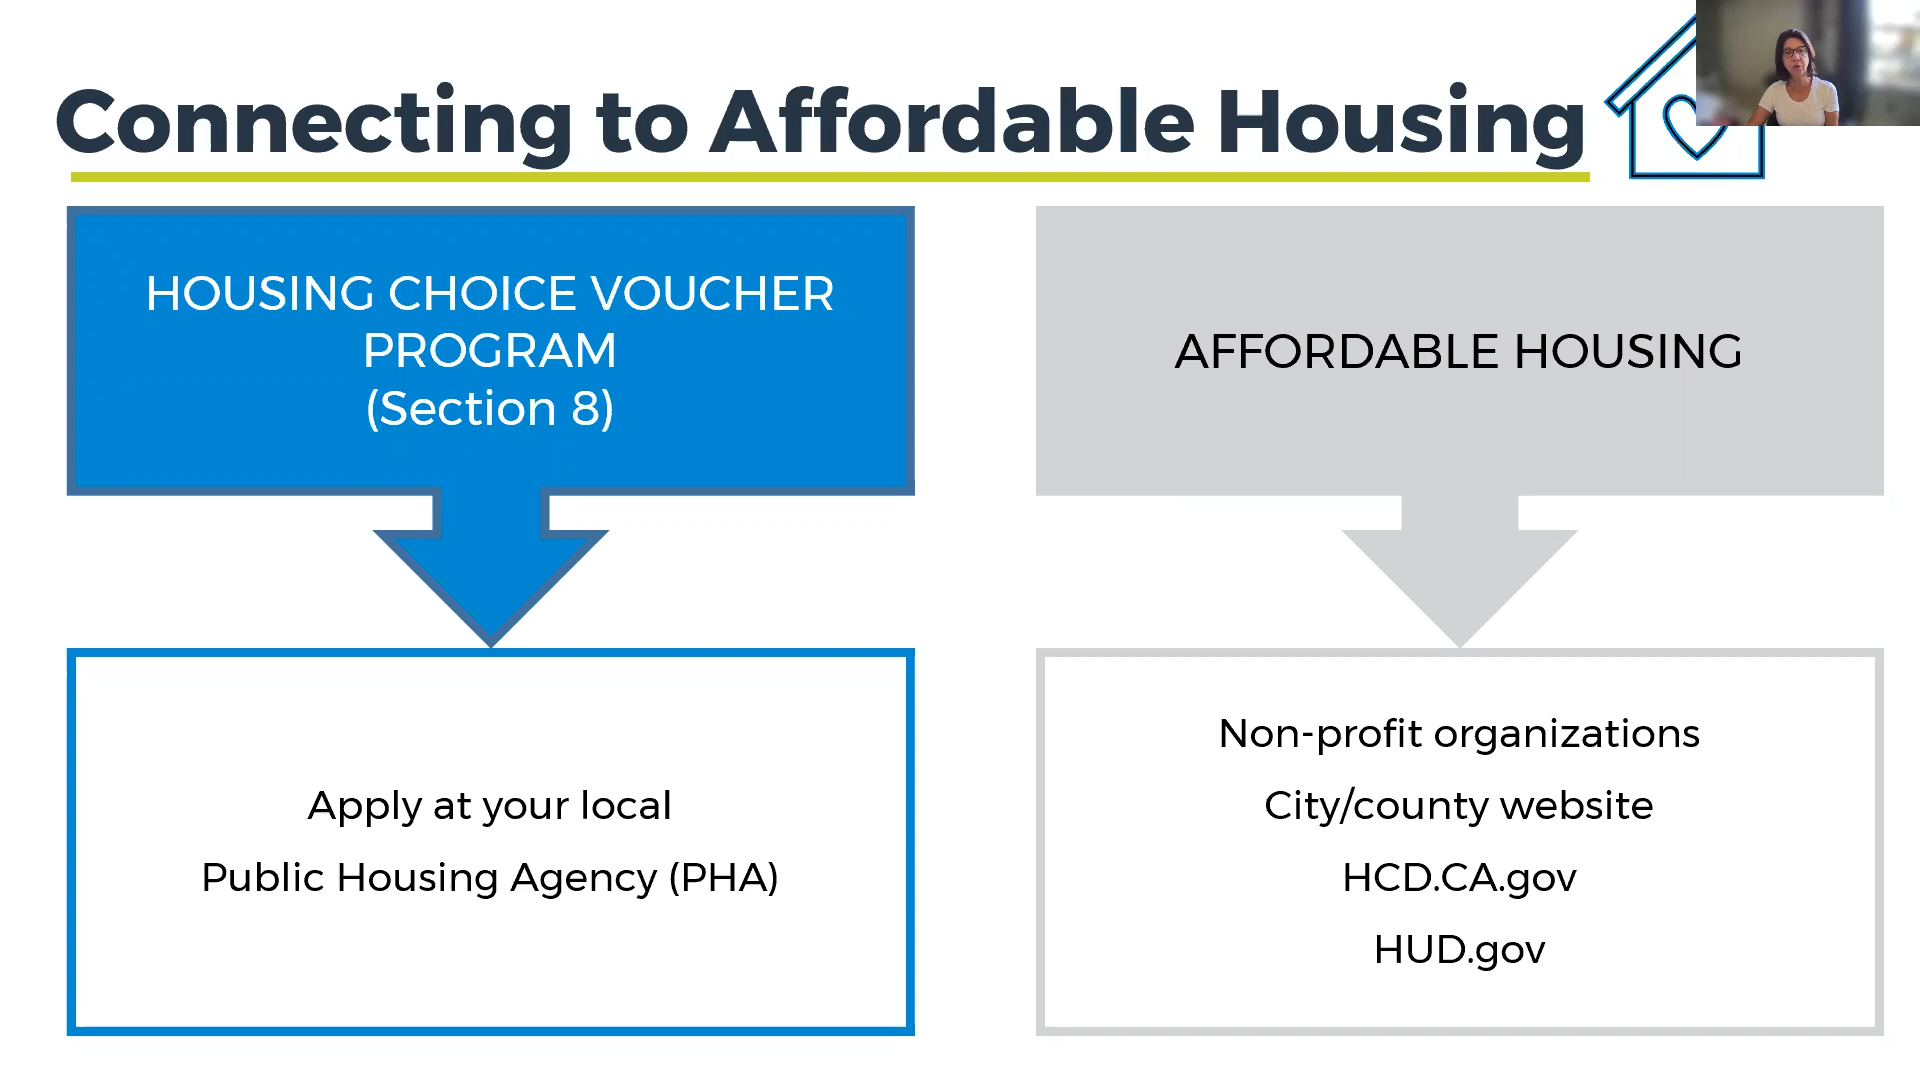 Connecting to Affordable Housing
HOUSING CHOICE VOUCHER
PROGRAM
(Section 8)
AFFORDABLE HOUSING
Apply at your local
Public Housing Agency (PHA)
Non-profit organizations
City/county website
HCD.CA.gov
HUD.gov